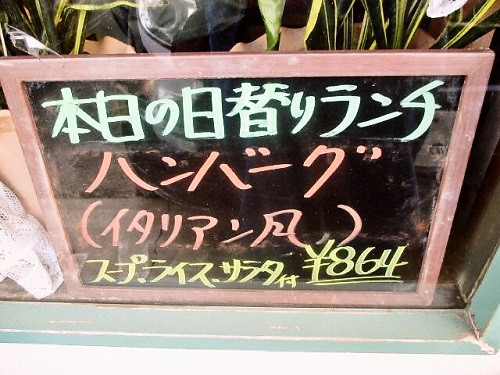 本日の日替りランチ
ハンバーグ
(イタリアン風)
スープ、ライス、サラダ付 ¥864